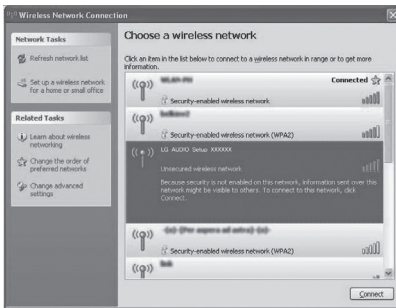 Wireless Network Connection
Network Tasks
Refresh network list
Set up a wireless network
for a home or small office
Related Tasks
Learn about wireless
networking
Change the order of
preferred networks
Change advanced
settings
Choose a wireless network
Click an item in the list below to connect to a wireless network in range or to get more
information.
Connected
Security-enabled wireless network
Security-enabled wireless network (WPA2)
LG AUDIO Setup XXXXXX
Unsecured wireless network
Because security is not enabled on this network, information sent over this
network might be visible to others. To connect to this network, click
Connect.
Security-enabled wireless network (WPA2)
Connect